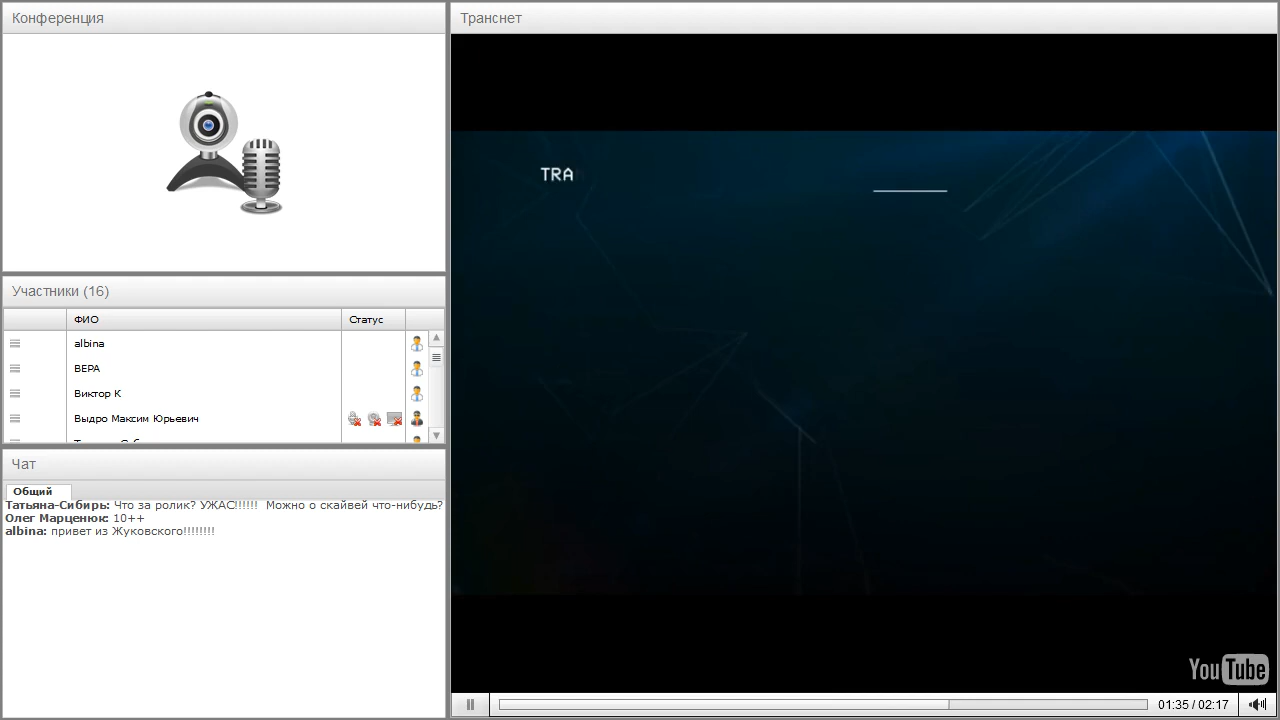 Конференция
Транснет
TRA
Участники (16)
ФИО
Статус
albina
ВЕРА
Виктор К
Выдро Максим Юрьевич
Чат
Общий
Татьяна-Сибирь: Что за ролик? УЖАС!!!!!! Можно о скайвей что-нибудь?
Олег Марценюк: 10++
albina: привет из Жуковского!!!!!!!!
YouTube
01:35 / 02:17